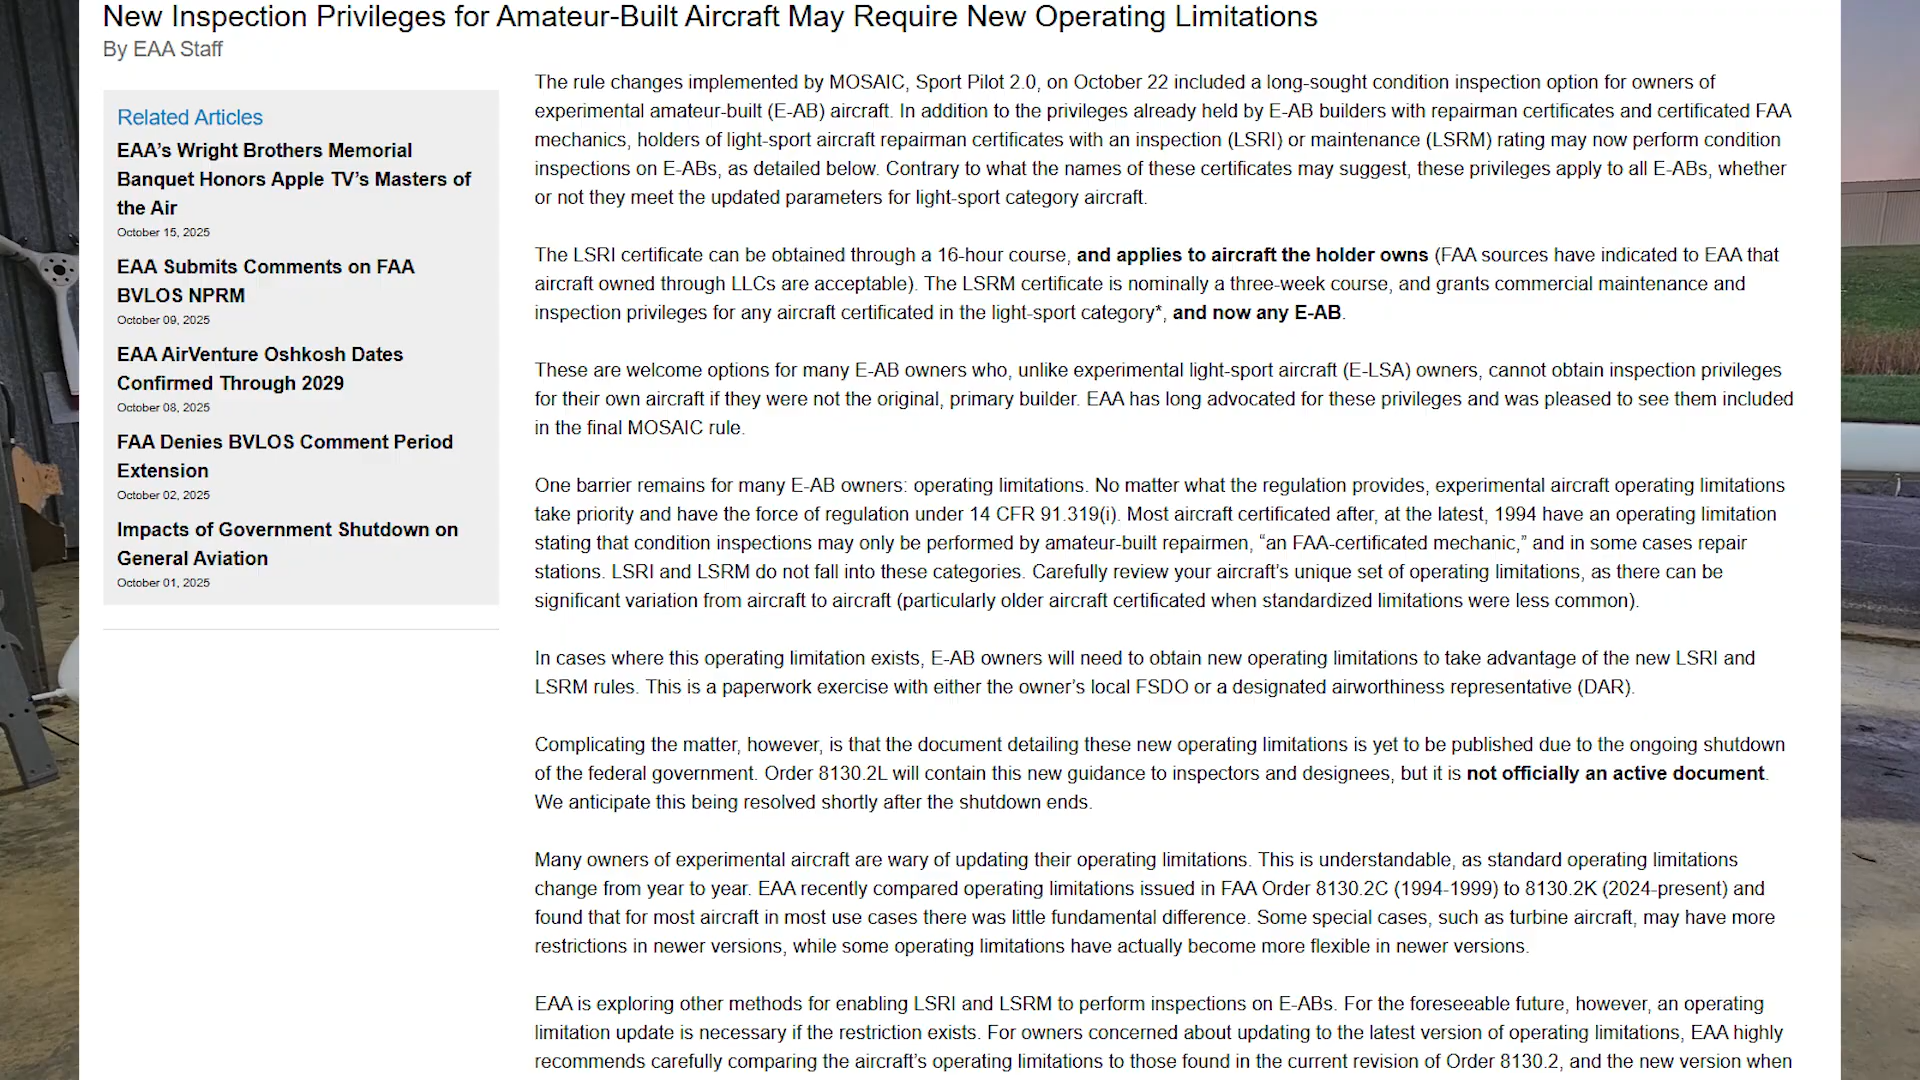 New Inspection Privileges for Amateur-Built Aircraft May Require New Operating Limitations
By EAA Staff
Related Articles
EAA’s Wright Brothers Memorial
Banquet Honors Apple TV’s Masters of
the Air
October 15, 2025
EAA Submits Comments on FAA
BVLOS NPRM
October 09, 2025
EAA AirVenture Oshkosh Dates
Confirmed Through 2029
October 08, 2025
FAA Denies BVLOS Comment Period
Extension
October 02, 2025
Impacts of Government Shutdown on
General Aviation
October 01, 2025
The rule changes implemented by MOSAIC, Sport Pilot 2.0, on October 22 included a long-sought condition inspection option for owners of
experimental amateur-built (E-AB) aircraft. In addition to the privileges already held by E-AB builders with repairman certificates and certificated FAA
mechanics, holders of light-sport aircraft repairman certificates with an inspection (LSRI) or maintenance (LSRM) rating may now perform condition
inspections on E-ABs, as detailed below. Contrary to what the names of these certificates may suggest, these privileges apply to all E-ABs, whether
or not they meet the updated parameters for light-sport category aircraft.
The LSRI certificate can be obtained through a 16-hour course, and applies to aircraft the holder owns (FAA sources have indicated to EAA that
aircraft owned through LLCs are acceptable). The LSRM certificate is nominally a three-week course, and grants commercial maintenance and
inspection privileges for any aircraft certificated in the light-sport category*, and now any E-AB.
These are welcome options for many E-AB owners who, unlike experimental light-sport aircraft (E-LSA) owners, cannot obtain inspection privileges
for their own aircraft if they were not the original, primary builder. EAA has long advocated for these privileges and was pleased to see them included
in the final MOSAIC rule.
One barrier remains for many E-AB owners: operating limitations. No matter what the regulation provides, experimental aircraft operating limitations
take priority and have the force of regulation under 14 CFR 91.319(i). Most aircraft certificated after, at the latest, 1994 have an operating limitation
stating that condition inspections may only be performed by amateur-built repairmen, “an FAA-certificated mechanic,” and in some cases repair
stations. LSRI and LSRM do not fall into these categories. Carefully review your aircraft’s unique set of operating limitations, as there can be
significant variation from aircraft to aircraft (particularly older aircraft certificated when standardized limitations were less common).
In cases where this operating limitation exists, E-AB owners will need to obtain new operating limitations to take advantage of the new LSRI and
LSRM rules. This is a paperwork exercise with either the owner’s local FSDO or a designated airworthiness representative (DAR).
Complicating the matter, however, is that the document detailing these new operating limitations is yet to be published due to the ongoing shutdown
of the federal government. Order 8130.2L will contain this new guidance to inspectors and designees, but it is not officially an active document.
We anticipate this being resolved shortly after the shutdown ends.
Many owners of experimental aircraft are wary of updating their operating limitations. This is understandable, as standard operating limitations
change from year to year. EAA recently compared operating limitations issued in FAA Order 8130.2C (1994-1999) to 8130.2K (2024-present) and
found that for most aircraft in most use cases there was little fundamental difference. Some special cases, such as turbine aircraft, may have more
restrictions in newer versions, while some operating limitations have actually become more flexible in newer versions.
EAA is exploring other methods for enabling LSRI and LSRM to perform inspections on E-ABs. For the foreseeable future, however, an operating
limitation update is necessary if the restriction exists. For owners concerned about updating to the latest version of operating limitations, EAA highly
recommends carefully comparing the aircraft’s operating limitations to those found in the current revision of Order 8130.2, and the new version when